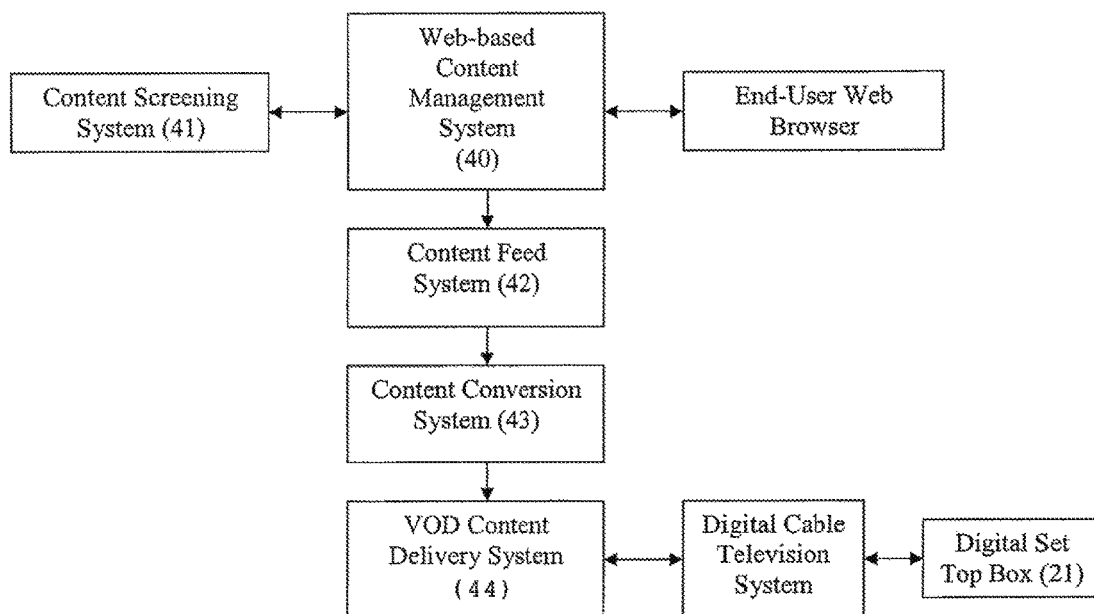 Web-based
Content
Management
System
(40)
Content Screening
System (41)
End-User Web
Browser
Content Feed
System (42)
Content Conversion
System (43)
VOD Content
Delivery System
(44)
Digital Cable
Television
System
Digital Set
Top Box (21)